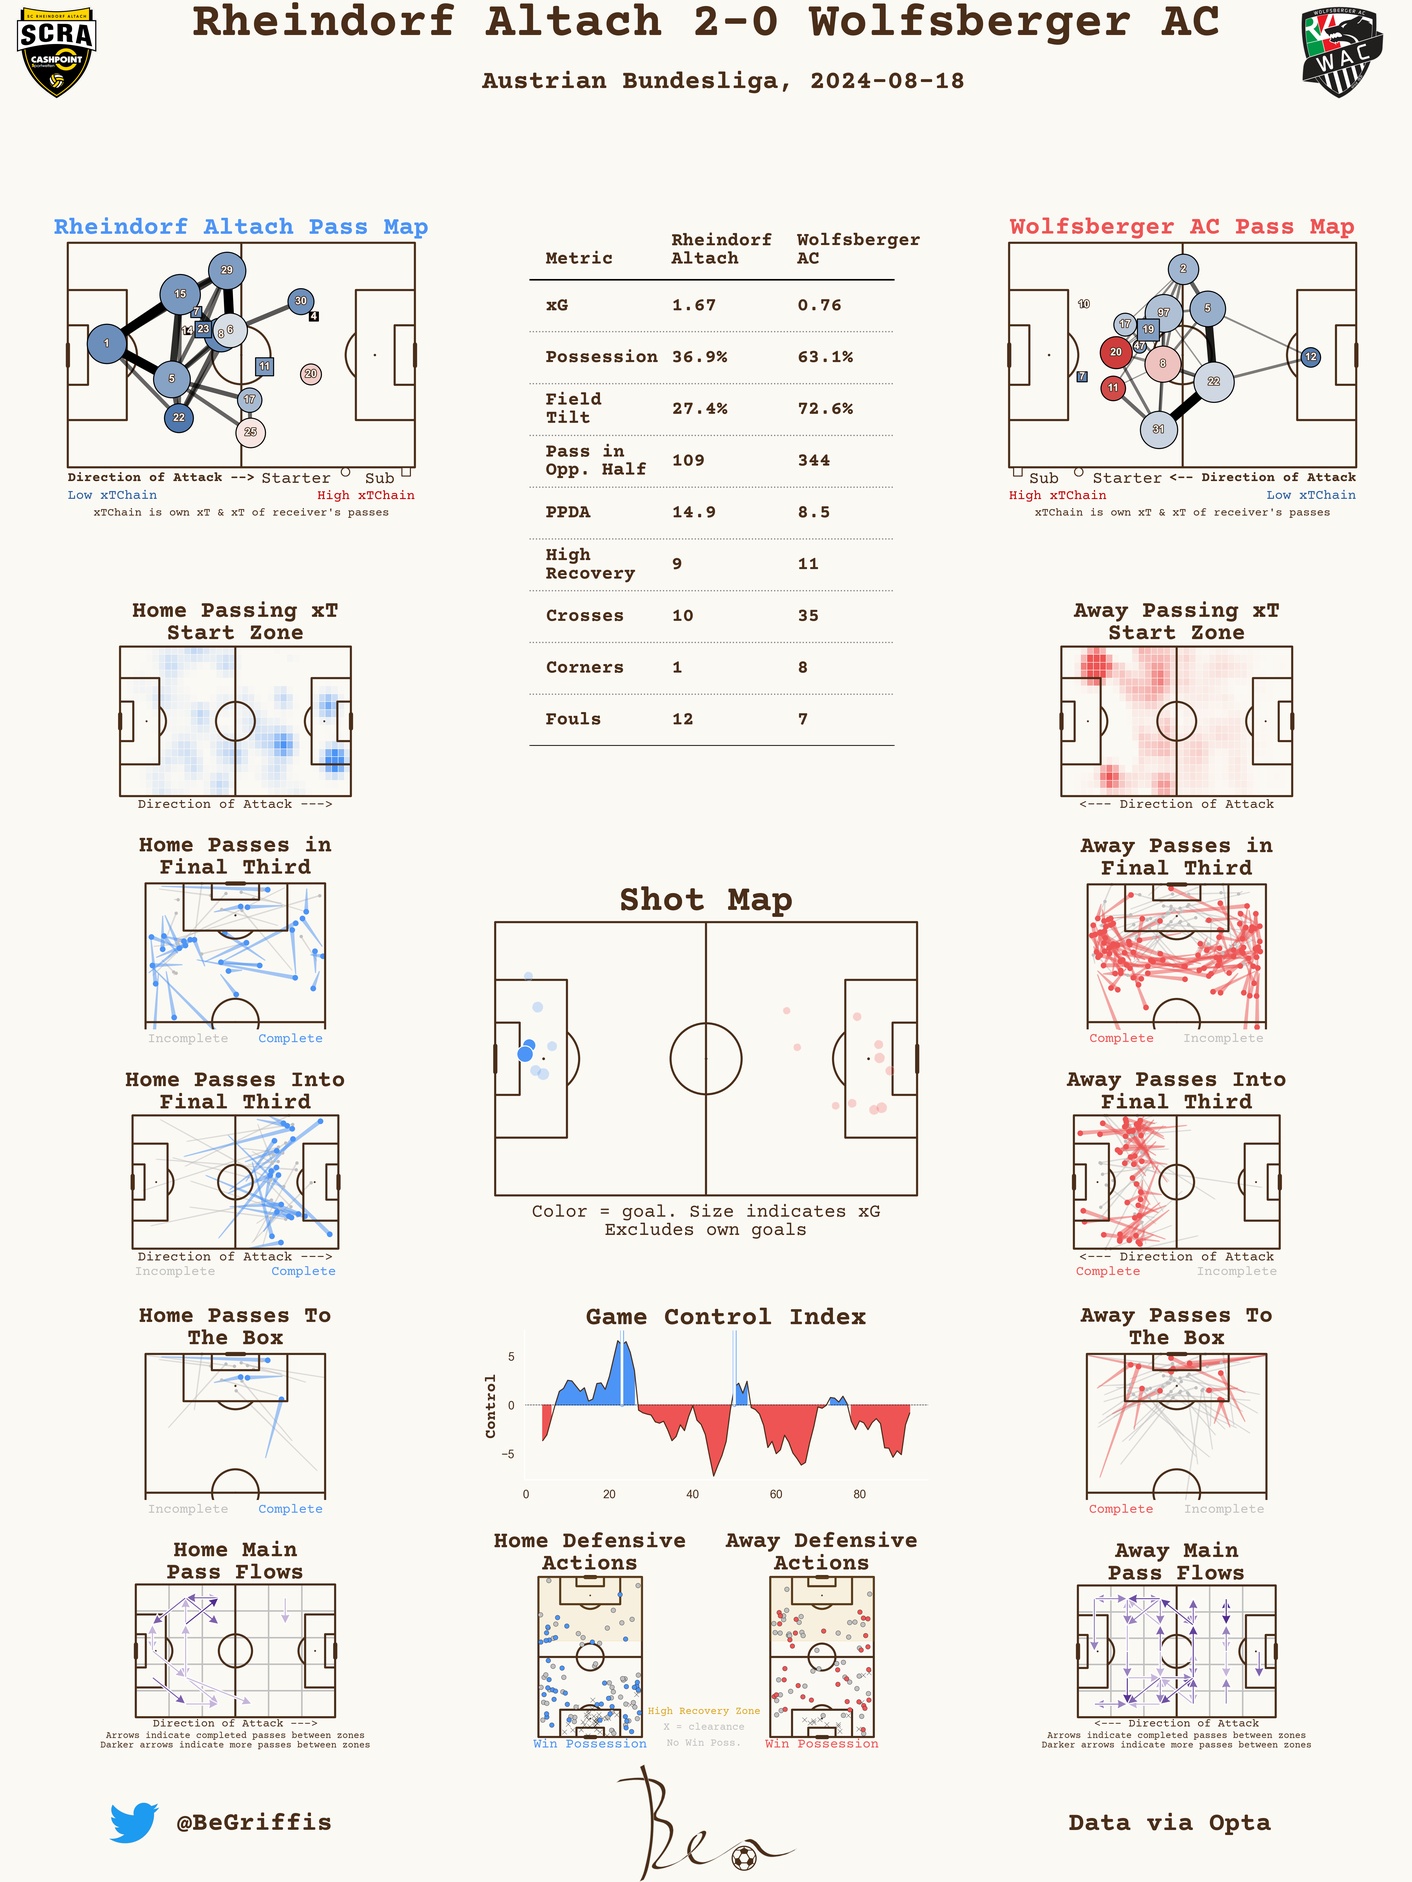 Rheindorf Altach 2-0 Wolfsberger AC
Austrian Bundesliga, 2024-08-18
SC RHEINDORF ALTACH
SCRA
CASHPOINT
WOLFSBERGER AC
WAC
Rheindorf Altach Pass Map
29
15
30
7
4
14
23
8
6
1
11
20
5
17
22
25
Direction of Attack -->
Starter
Sub
Low xTChain
High xTChain
xTChain is own xT & xT of receiver's passes
Metric
Rheindorf
Altach
Wolfsberger
AC
xG 1.67 0.76
Possession 36.9% 63.1%
Field
Tilt 27.4% 72.6%
Pass in
Opp. Half 109 344
PPDA 14.9 8.5
High
Recovery 9 11
Crosses 10 35
Corners 1 8
Fouls 12 7
Wolfsberger AC Pass Map
2
10
5
97
17
19
47
20
12
8
7
22
11
31
Sub
Starter
<-- Direction of Attack
High xTChain
Low xTChain
xTChain is own xT & xT of receiver's passes
Home Passing xT
Start Zone
Direction of Attack --->
Away Passing xT
Start Zone
<--- Direction of Attack
Home Passes in
Final Third
Incomplete
Complete
Shot Map
Color = goal. Size indicates xG
Excludes own goals
Away Passes in
Final Third
Complete
Incomplete
Home Passes Into
Final Third
Direction of Attack --->
Incomplete
Complete
Away Passes Into
Final Third
<--- Direction of Attack
Complete
Incomplete
Home Passes To
The Box
Incomplete
Complete
Game Control Index
Control
5
0
−5
0 20 40 60 80
Away Passes To
The Box
Complete
Incomplete
Home Main
Pass Flows
Direction of Attack --->
Arrows indicate completed passes between zones
Darker arrows indicate more passes between zones
Home Defensive
Actions
Win Possession
High Recovery Zone
X = clearance
No Win Poss.
Away Defensive
Actions
Win Possession
Away Main
Pass Flows
<--- Direction of Attack
Arrows indicate completed passes between zones
Darker arrows indicate more passes between zones
@BeGriffis
Ben
Data via Opta